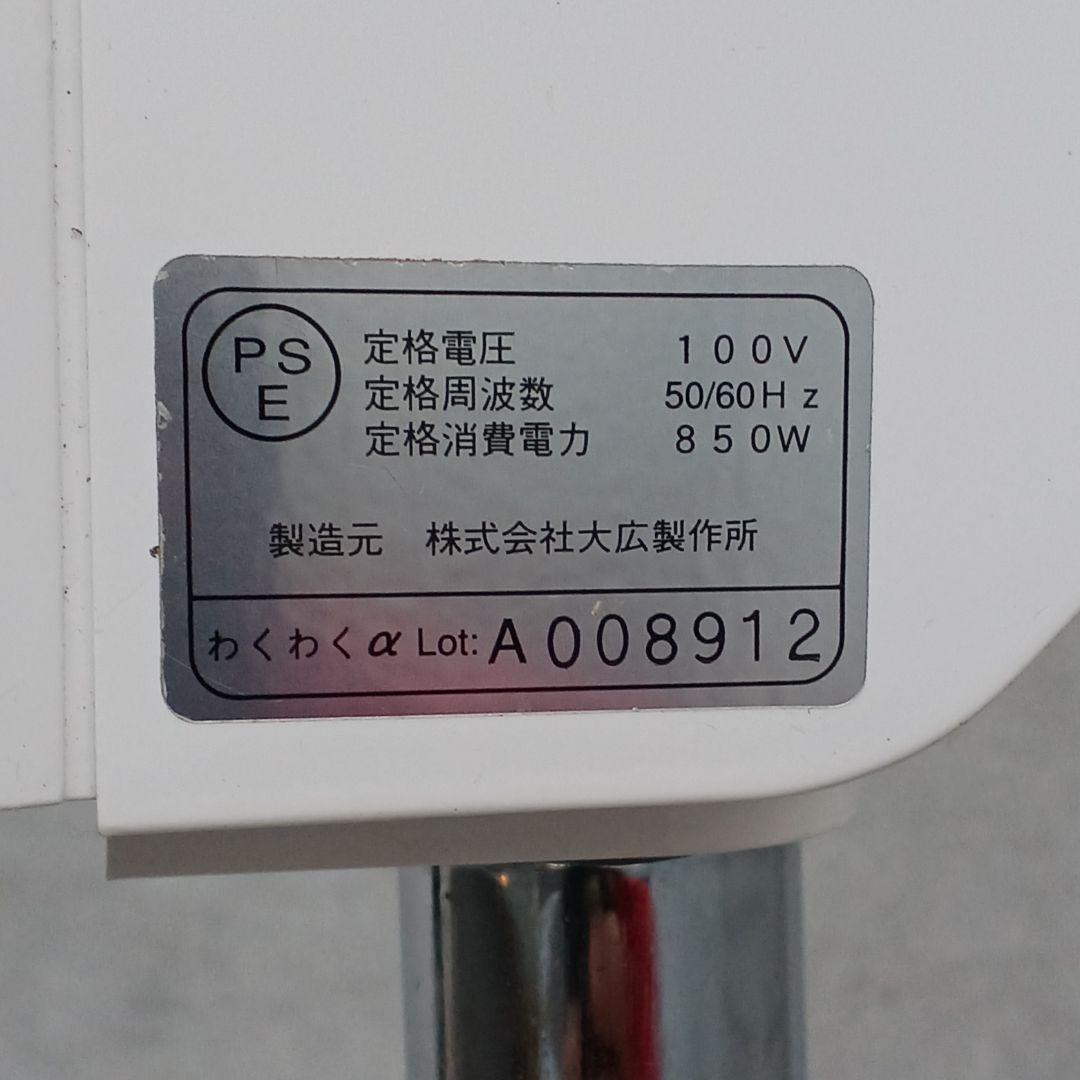 PS
E
定格電圧 100V
定格周波数 50/60Hz
定格消費電力 850W
製造元 株式会社大広製作所
わくわくα Lot: A008912